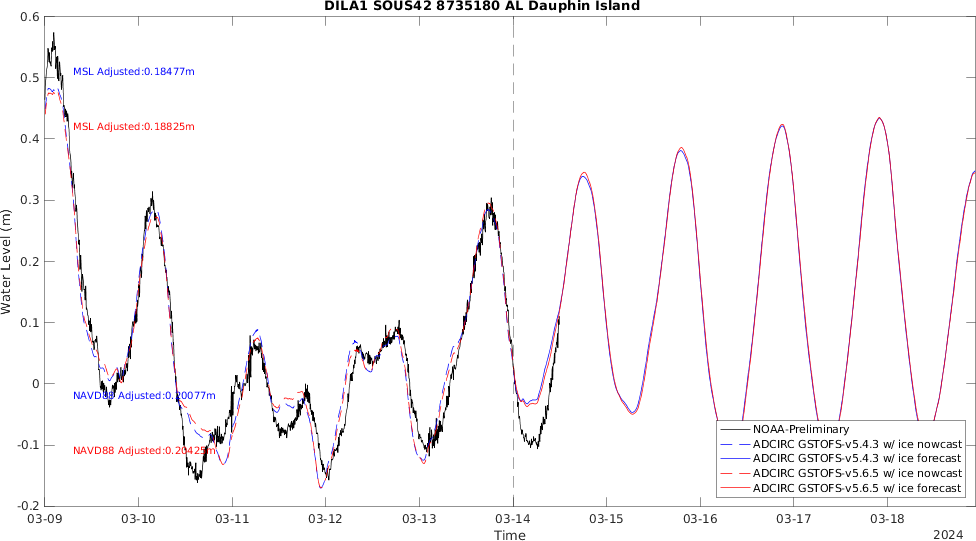 DILA1 SOUS42 8735180 AL Dauphin Island
0.6
0.5
0.4
0.3
0.2
0.1
0
-0.1
-0.2
Water Level (m)
MSL Adjusted:0.18477m
MSL Adjusted:0.18825m
NAVD88 Adjusted:0.20077m
NAVD88 Adjusted:0.20425m
NOAA-Preliminary
ADCIRC GSTOFS-v5.4.3 w/ ice nowcast
ADCIRC GSTOFS-v5.4.3 w/ ice forecast
ADCIRC GSTOFS-v5.6.5 w/ ice nowcast
ADCIRC GSTOFS-v5.6.5 w/ ice forecast
03-09 03-10 03-11 03-12 03-13 03-14 03-15 03-16 03-17 03-18
Time
2024